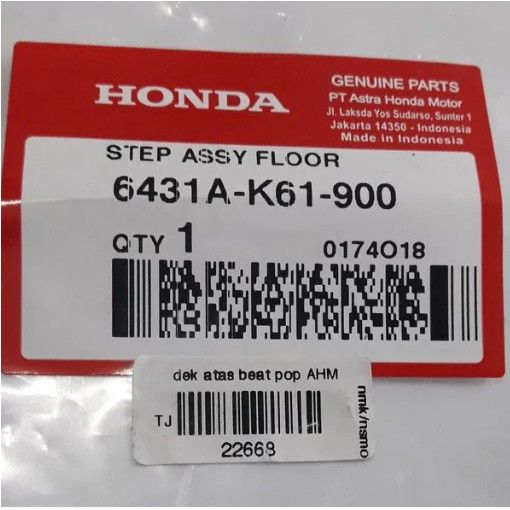 HONDA
GENUINE PARTS
PT Astra Honda Motor
Jl. Laksda Yos Sudarso, Sunter 1
Jakarta 14350 - Indonesia
Made in Indonesia
STEP ASSY FLOOR
6431A-K61-900
QTY 1
0174O18
dek atas beat pop AHM
TJ
22668
nmk/nsmo